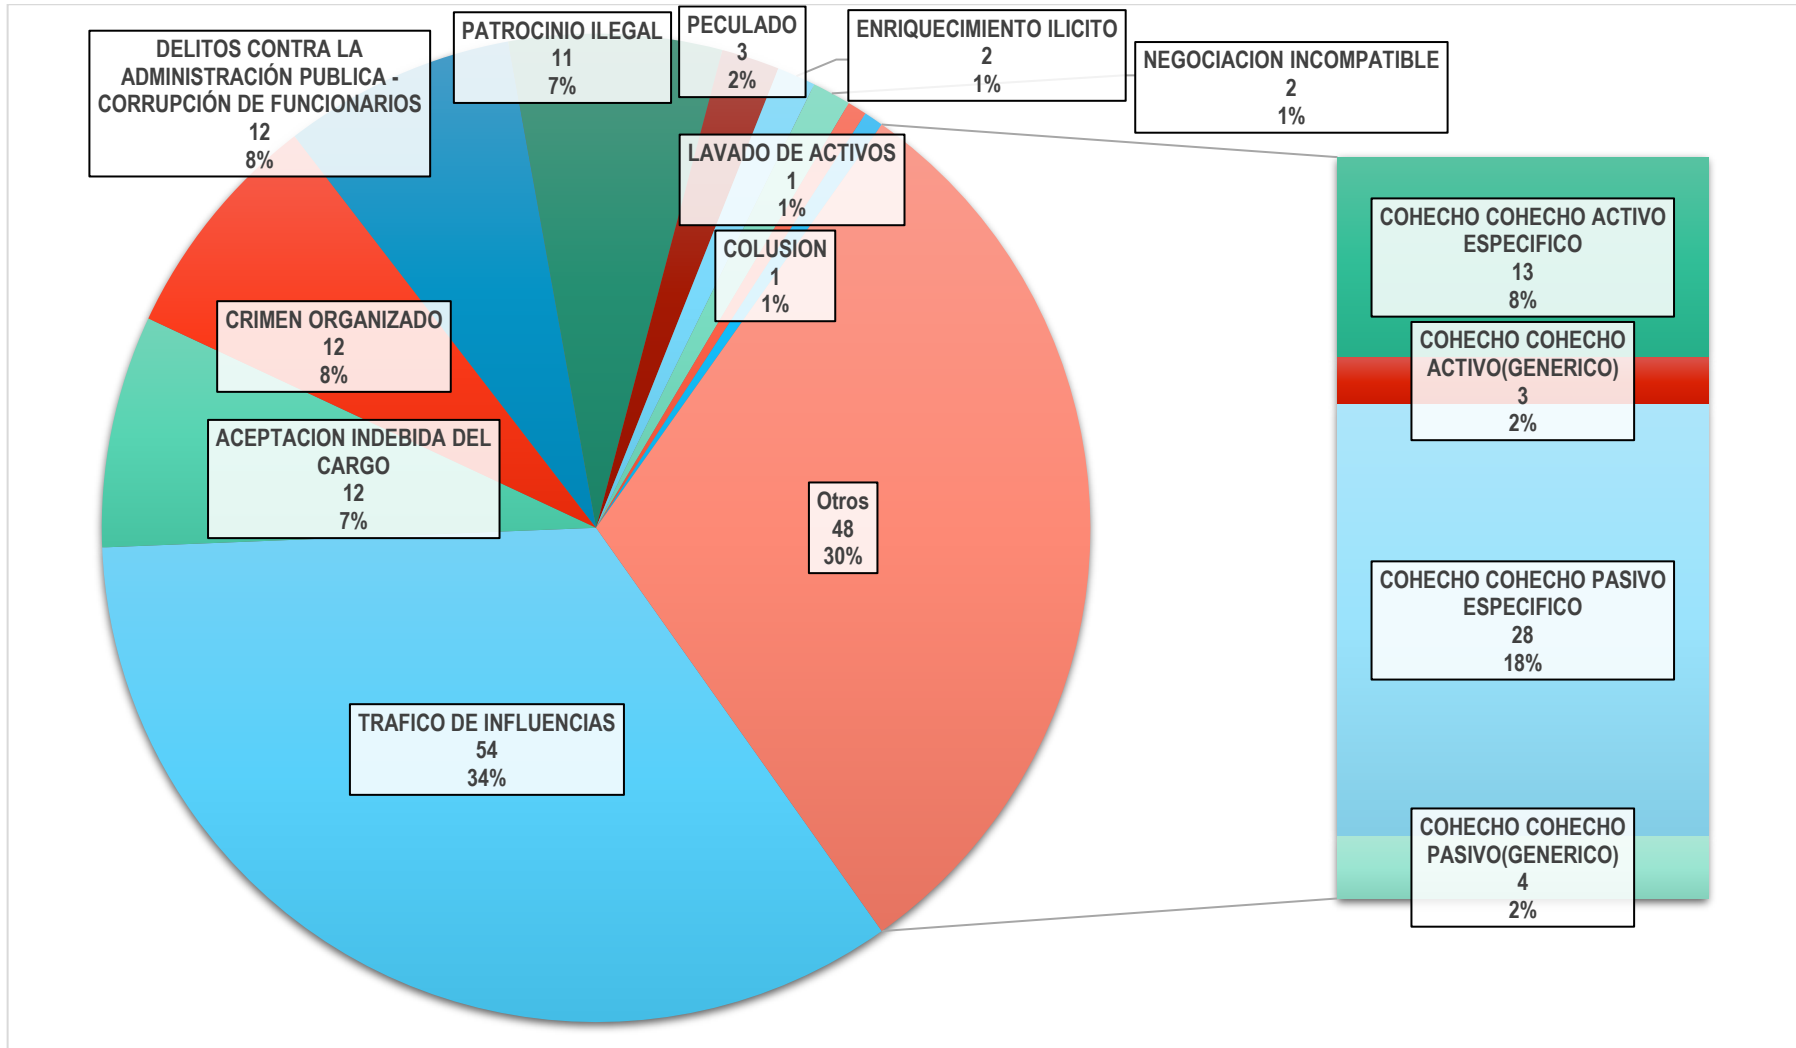 DELITOS CONTRA LA
ADMINISTRACIÓN PUBLICA -
CORRUPCIÓN DE FUNCIONARIOS
12
8%
PATROCINIO ILEGAL
11
7%
PECULADO
3
2%
ENRIQUECIMIENTO ILICITO
2
1%
NEGOCIACION INCOMPATIBLE
2
1%
LAVADO DE ACTIVOS
1
1%
COLUSION
1
1%
CRIMEN ORGANIZADO
12
8%
ACEPTACION INDEBIDA DEL
CARGO
12
7%
Otros
48
30%
TRAFICO DE INFLUENCIAS
54
34%
COHECHO COHECHO ACTIVO
ESPECIFICO
13
8%
COHECHO COHECHO
ACTIVO(GENERICO)
3
2%
COHECHO COHECHO PASIVO
ESPECIFICO
28
18%
COHECHO COHECHO
PASIVO(GENERICO)
4
2%